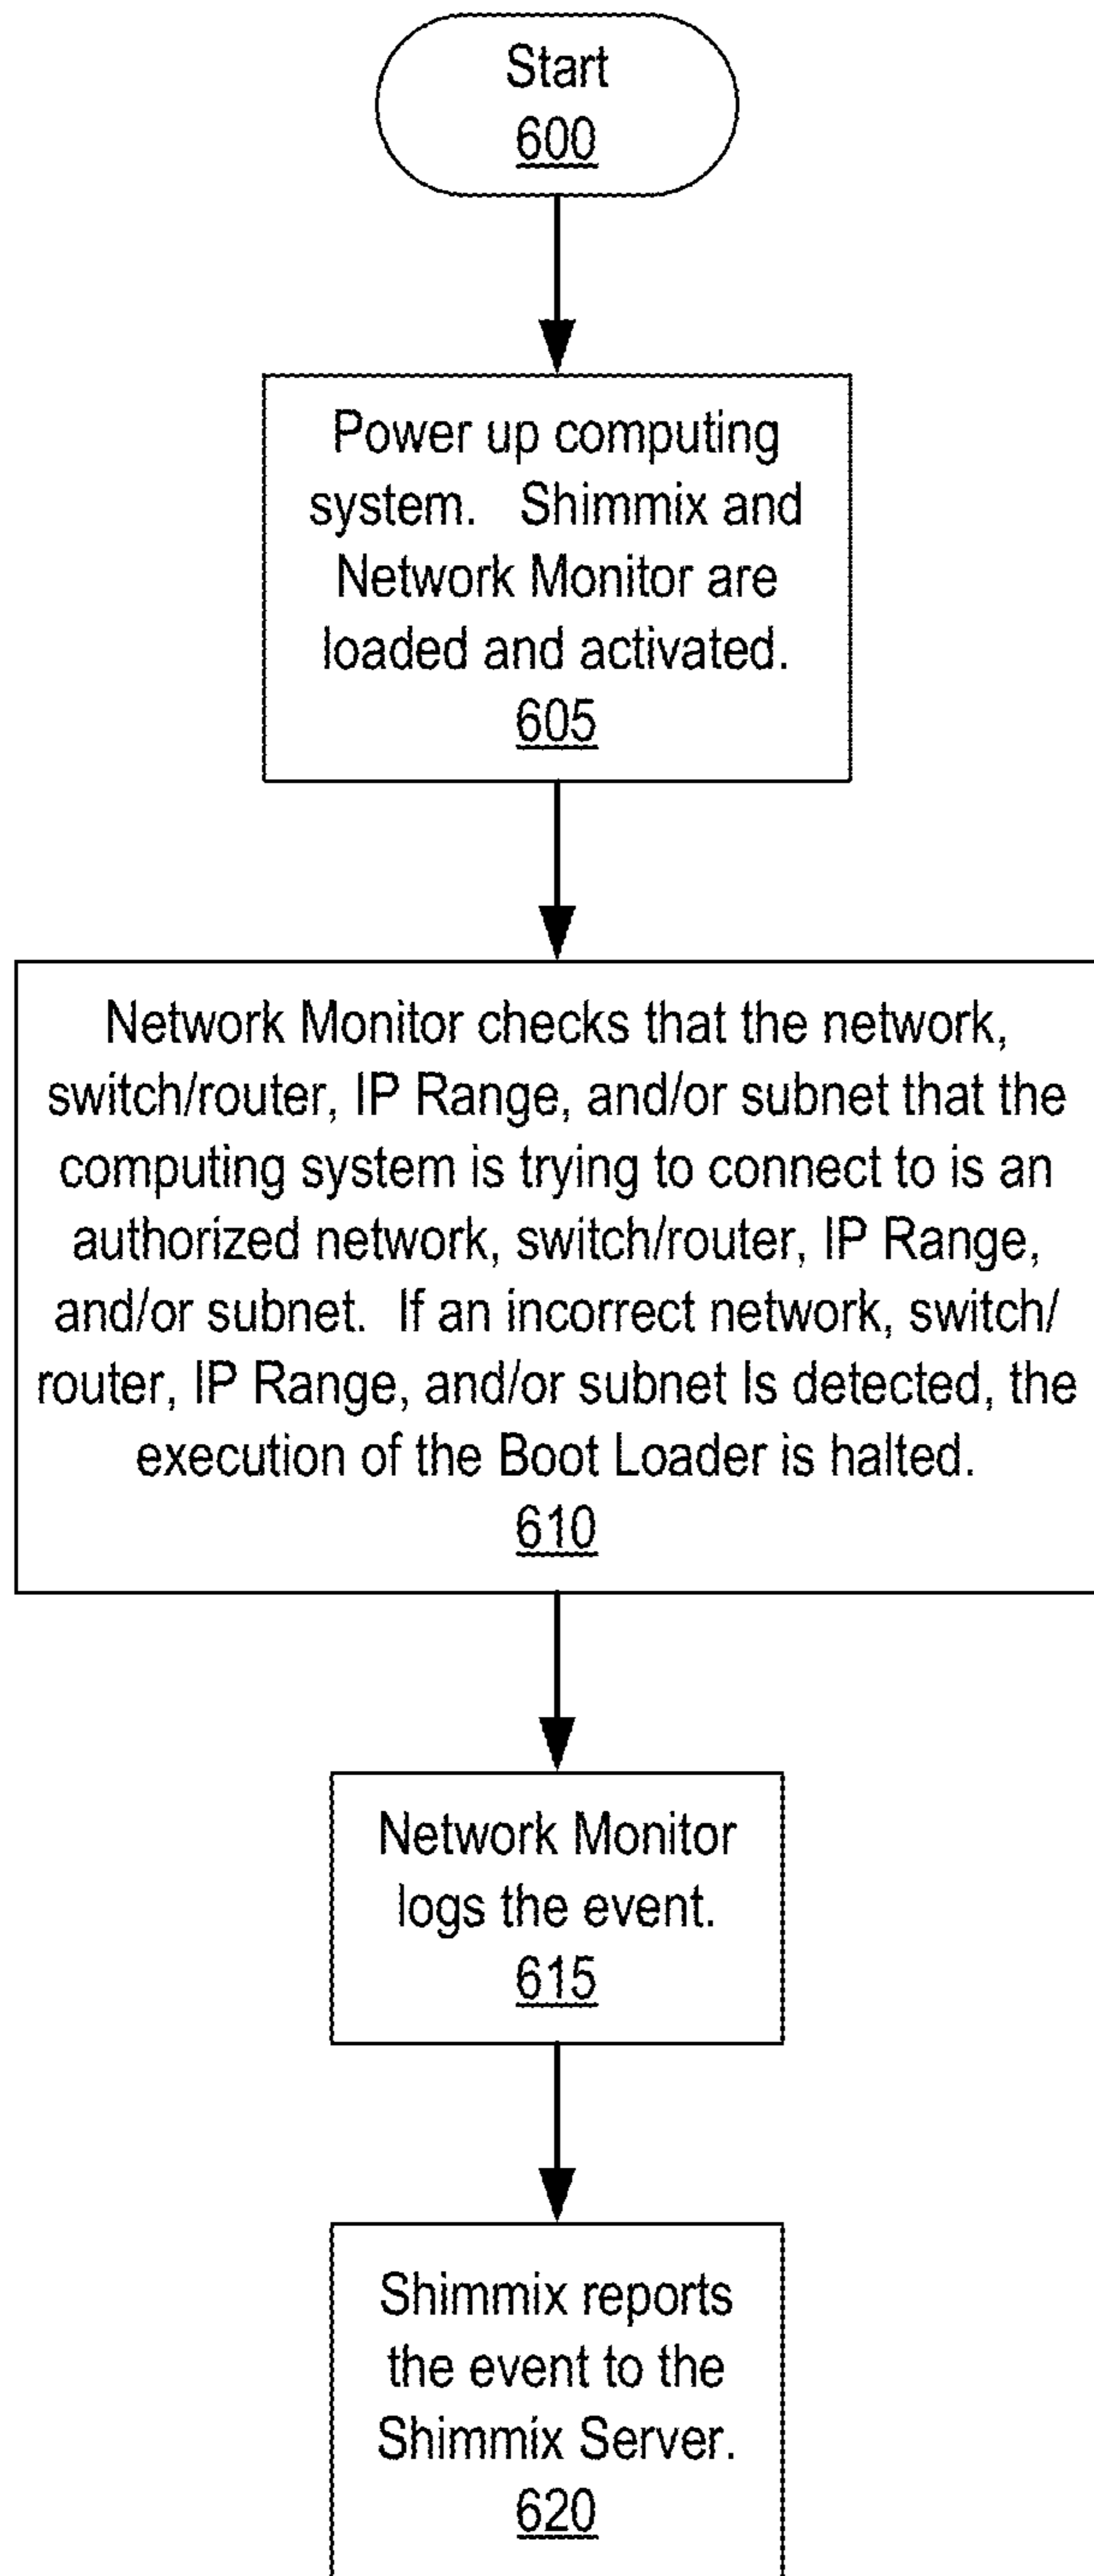 Start
600
Power up computing
system. Shimmix and
Network Monitor are
loaded and activated.
605
Network Monitor checks that the network,
switch/router, IP Range, and/or subnet that the
computing system is trying to connect to is an
authorized network, switch/router, IP Range,
and/or subnet. If an incorrect network, switch/
router, IP Range, and/or subnet Is detected, the
execution of the Boot Loader is halted.
610
Network Monitor
logs the event.
615
Shimmix reports
the event to the
Shimmix Server.
620